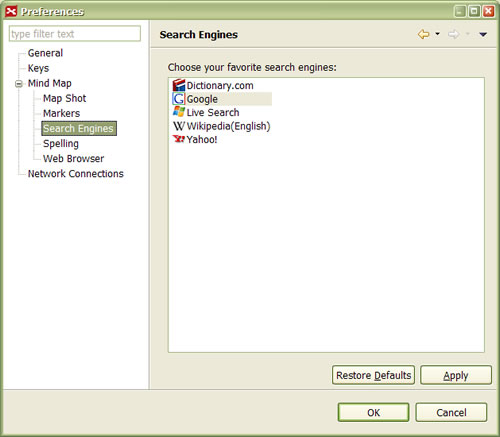 Preferences
type filter text
General
Keys
Mind Map
Map Shot
Markers
Search Engines
Spelling
Web Browser
Network Connections
Search Engines
Choose your favorite search engines:
Dictionary.com
Google
Live Search
Wikipedia(English)
Yahoo!
Restore Defaults
Apply
OK
Cancel